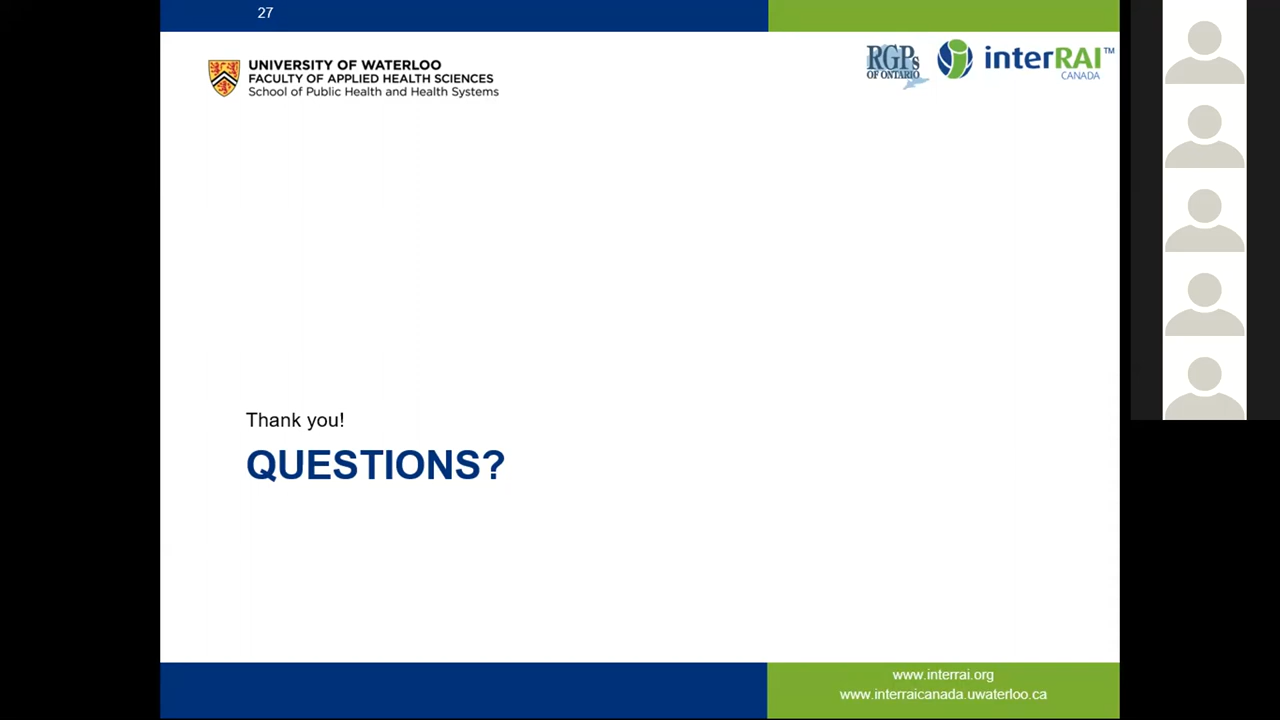 27
UNIVERSITY OF WATERLOO
FACULTY OF APPLIED HEALTH SCIENCES
School of Public Health and Health Systems
RGPs
OF ONTARIO
interRAI™
CANADA
Thank you!
QUESTIONS?
www.interrai.org
www.interraicanada.uwaterloo.ca